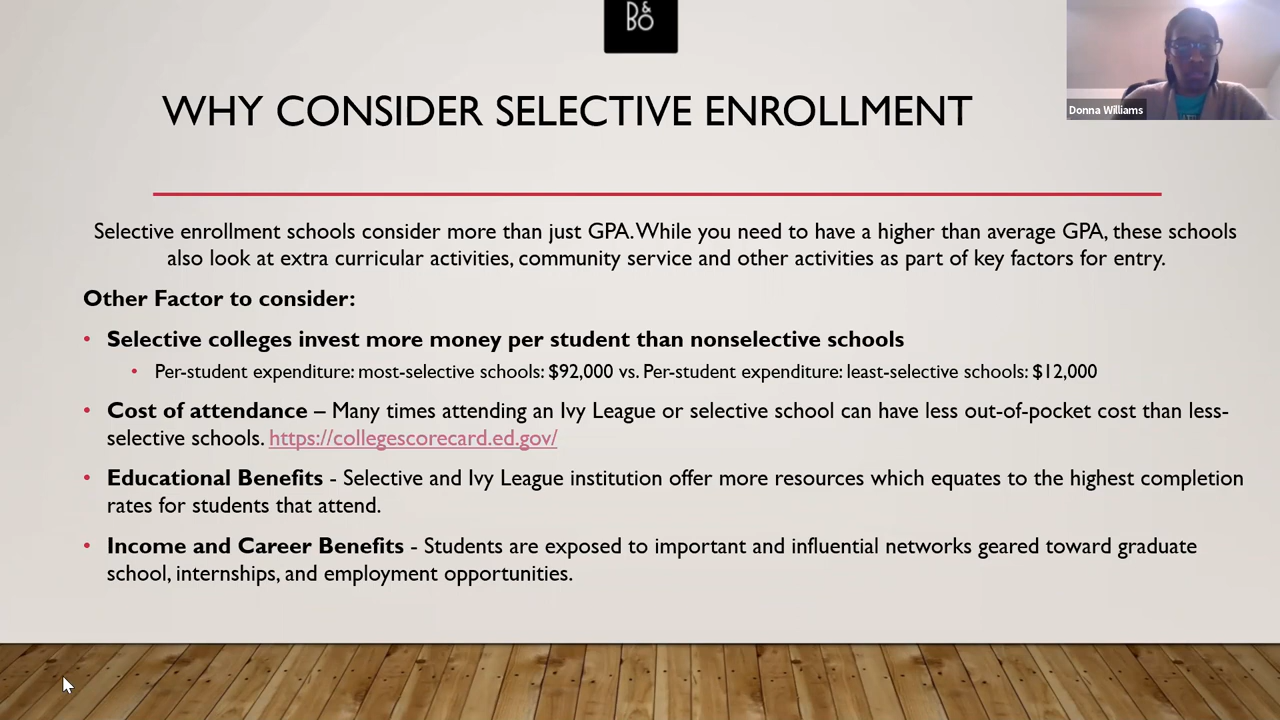 D&
BO
WHY CONSIDER SELECTIVE ENROLLMENT
Donna Williams
Selective enrollment schools consider more than just GPA. While you need to have a higher than average GPA, these schools
also look at extra curricular activities, community service and other activities as part of key factors for entry.
Other Factor to consider:
• Selective colleges invest more money per student than nonselective schools
• Per-student expenditure: most-selective schools: $92,000 vs. Per-student expenditure: least-selective schools: $12,000
• Cost of attendance – Many times attending an Ivy League or selective school can have less out-of-pocket cost than less-
selective schools. https://collegescorecard.ed.gov/
• Educational Benefits - Selective and Ivy League institution offer more resources which equates to the highest completion
rates for students that attend.
• Income and Career Benefits - Students are exposed to important and influential networks geared toward graduate
school, internships, and employment opportunities.